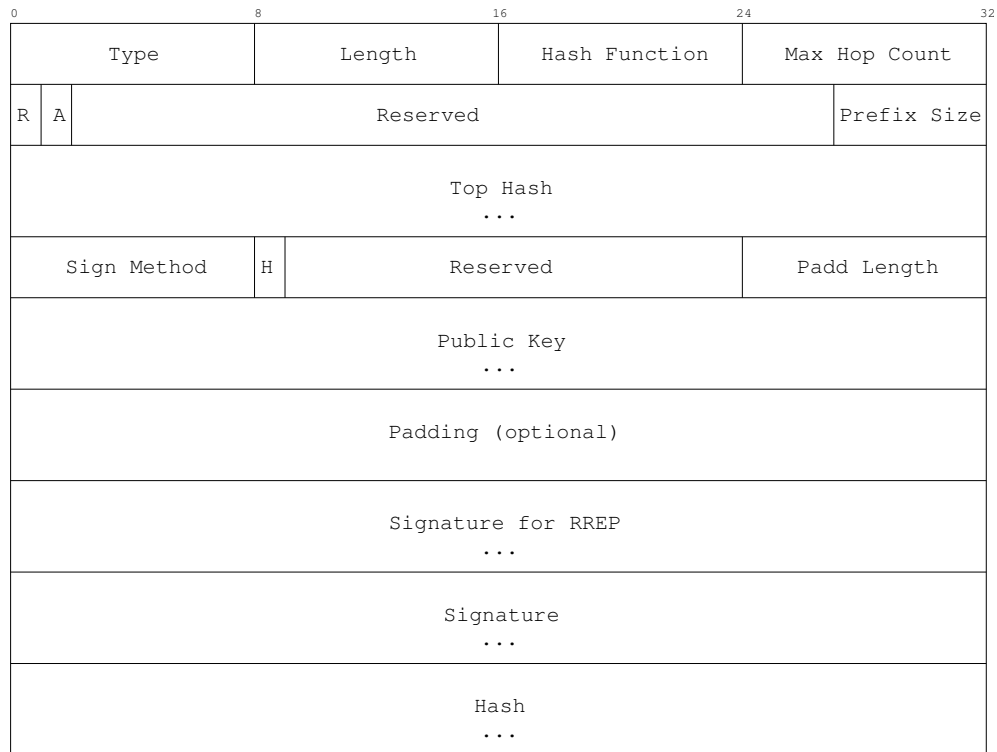 0 8 16 24 32
Type Length Hash Function Max Hop Count
R A Reserved Prefix Size
Top Hash
...
Sign Method H Reserved Padd Length
Public Key
...
Padding (optional)
Signature for RREP
...
Signature
...
Hash
...